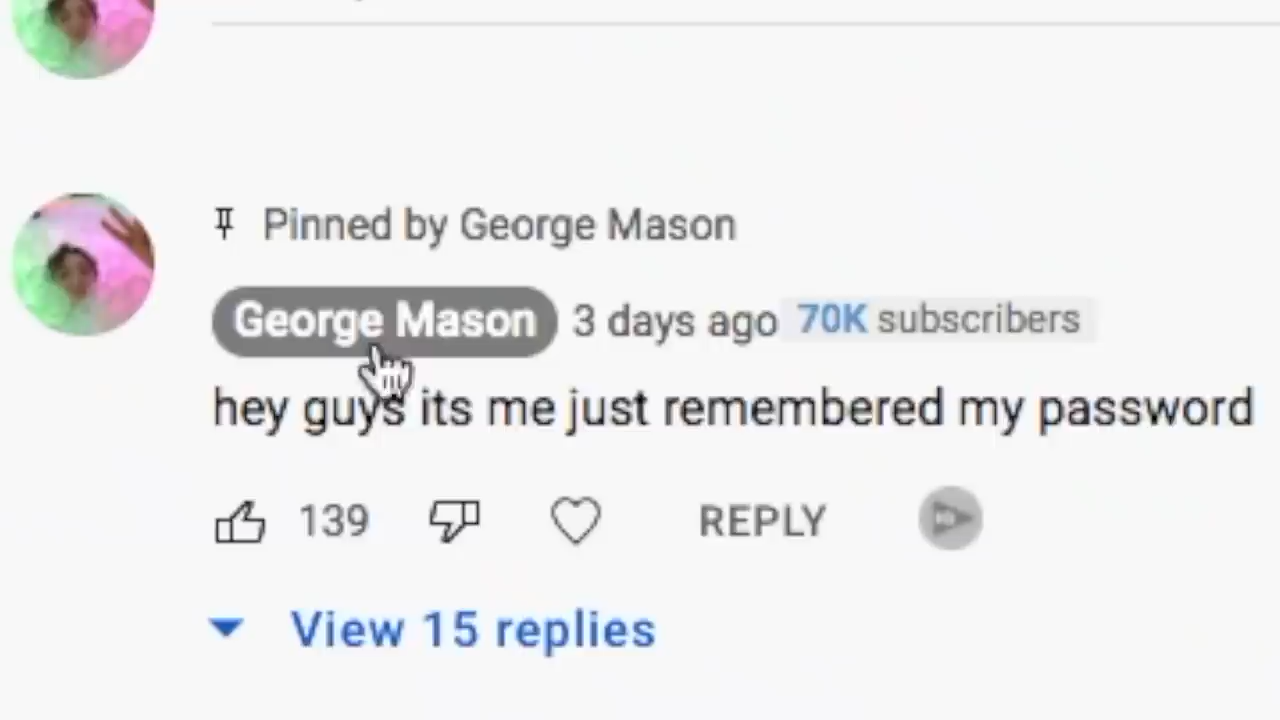 Pinned by George Mason
George Mason 3 days ago 70K subscribers
hey guys its me just remembered my password
139 REPLY
View 15 replies